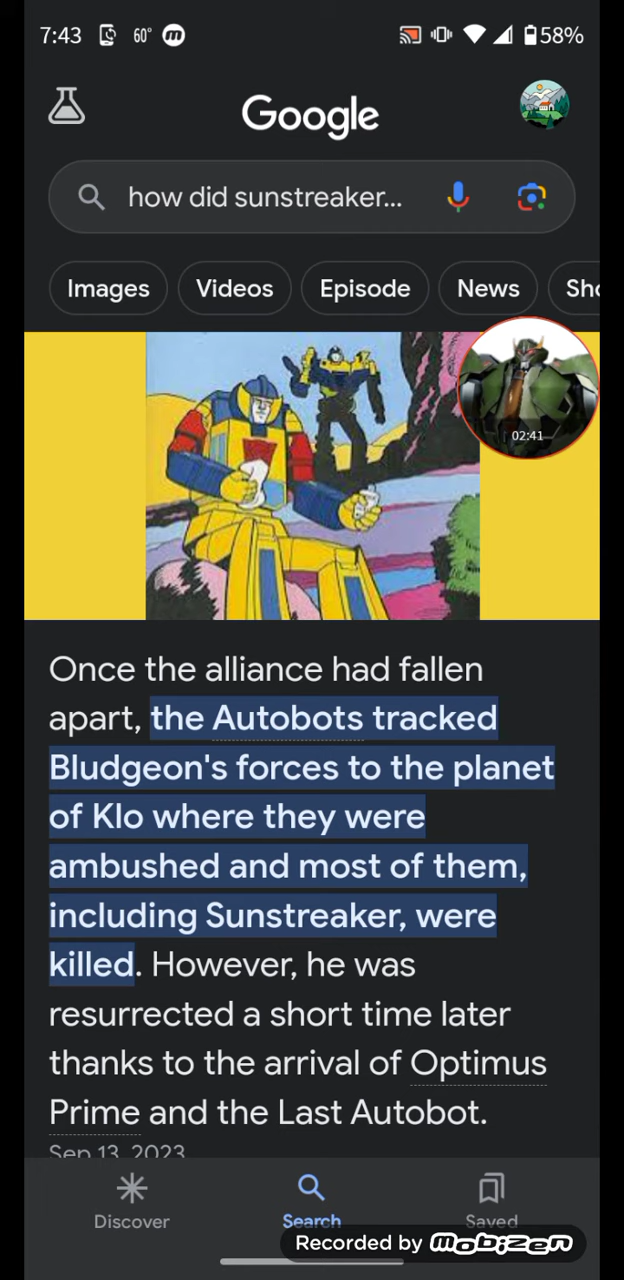 7:43 60° m 58%
Google
how did sunstreaker...
Images Videos Episode News Sho
02:41
Once the alliance had fallen
apart, the Autobots tracked
Bludgeon's forces to the planet
of Klo where they were
ambushed and most of them,
including Sunstreaker, were
killed. However, he was
resurrected a short time later
thanks to the arrival of Optimus
Prime and the Last Autobot.
Sep 13, 2023
Discover Search Saved
Recorded by mobizen